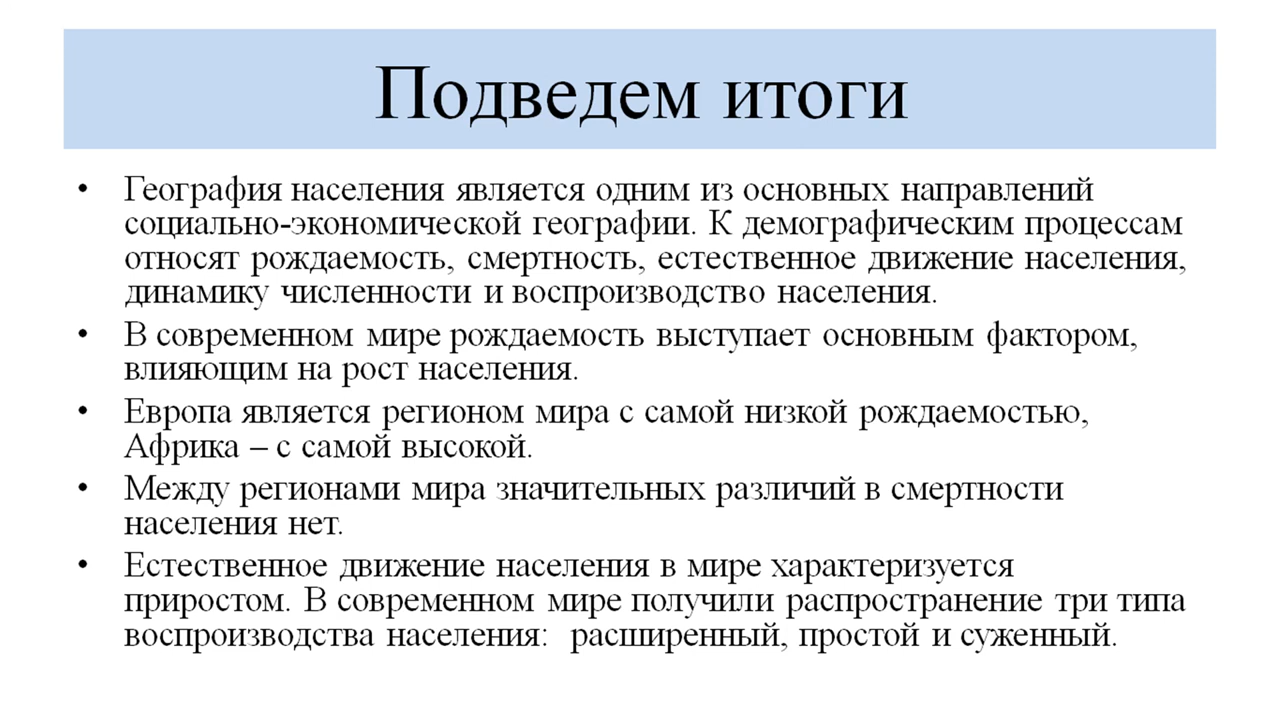 Подведем итоги
• География населения является одним из основных направлений
социально-экономической географии. К демографическим процессам
относят рождаемость, смертность, естественное движение населения,
динамику численности и воспроизводство населения.
• В современном мире рождаемость выступает основным фактором,
влияющим на рост населения.
• Европа является регионом мира с самой низкой рождаемостью,
Африка – с самой высокой.
• Между регионами мира значительных различий в смертности
населения нет.
• Естественное движение населения в мире характеризуется
приростом. В современном мире получили распространение три типа
воспроизводства населения:  расширенный, простой и суженный.